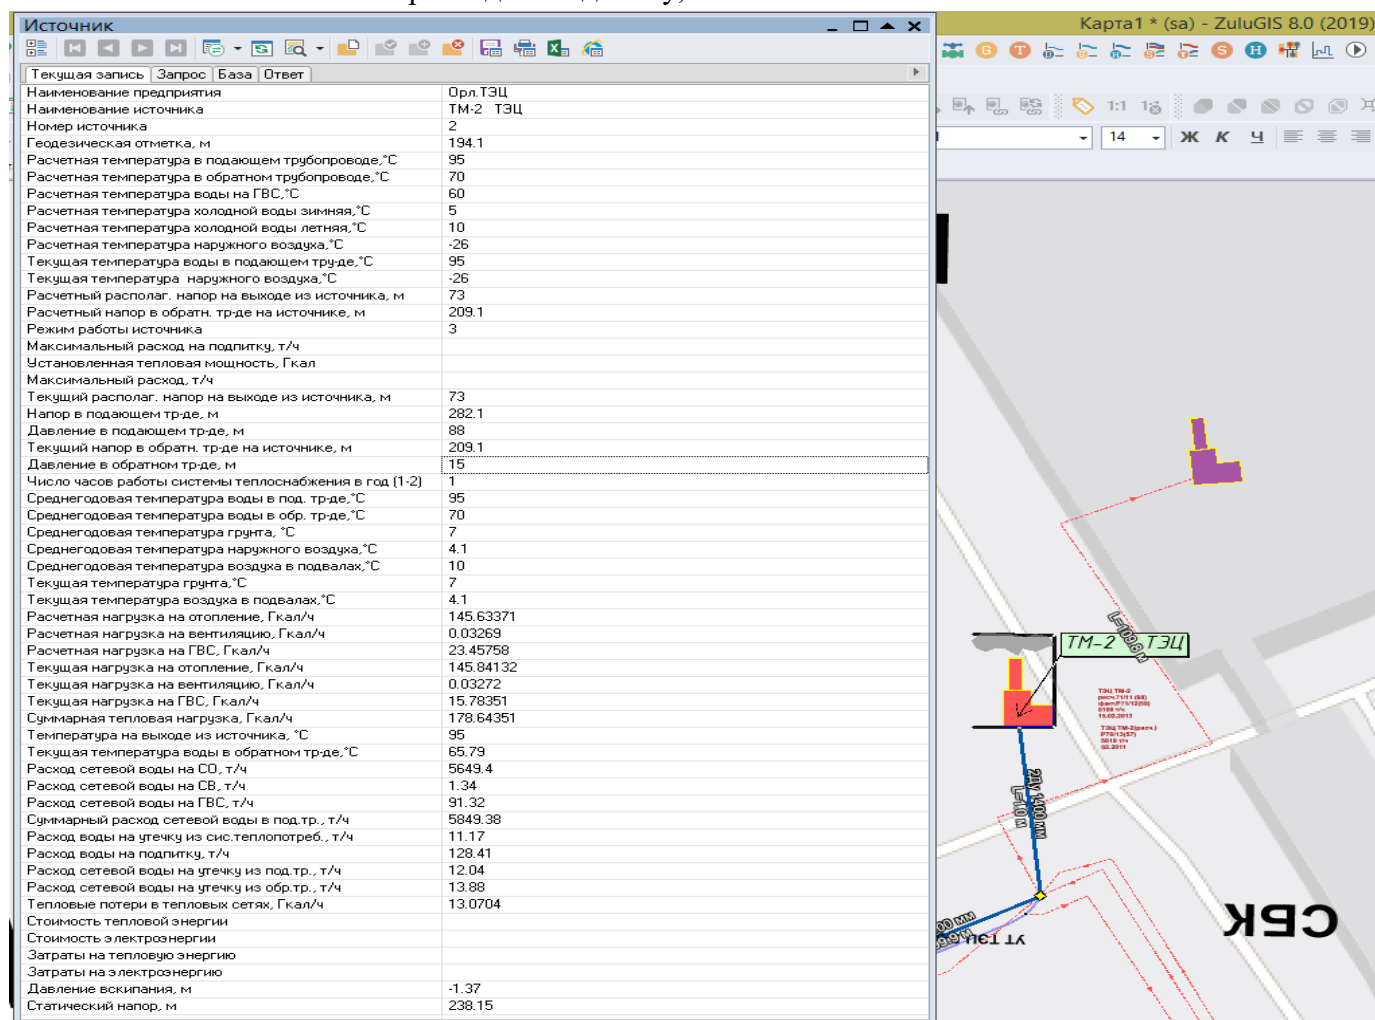 Источник
Карта1 * (sa) - ZuluGIS 8.0 (2019)
Текущая запись Запрос База Ответ
Наименование предприятия Орл.ТЭЦ
Наименование источника ТМ-2 ТЭЦ
Номер источника 2
Геодезическая отметка, м 194.1
Расчетная температура в подающем трубопроводе,°С 95
Расчетная температура в обратном трубопроводе,°С 70
Расчетная температура воды на ГВС,°С 60
Расчетная температура холодной воды зимняя,°С 5
Расчетная температура холодной воды летняя,°С 10
Расчетная температура наружного воздуха,°С -26
Текущая температура воды в подающем тру-де,°С 95
Текущая температура наружного воздуха,°С -26
Расчетный располаг. напор на выходе из источника, м 73
Расчетный напор в обратн. тр-де на источнике, м 209.1
Режим работы источника 3
Максимальный расход на подпитку, т/ч
Установленная тепловая мощность, Гкал
Максимальный расход, т/ч
Текущий располаг. напор на выходе из источника, м 73
Напор в подающем тр-де, м 282.1
Давление в подающем тр-де, м 88
Текущий напор в обратн. тр-де на источнике, м 209.1
Давление в обратном тр-де, м 15
Число часов работы системы теплоснабжения в год (1-2) 1
Среднегодовая температура воды в под. тр-де,°С 95
Среднегодовая температура воды в обр. тр-де,°С 70
Среднегодовая температура грунта, °С 7
Среднегодовая температура наружного воздуха,°С 4.1
Среднегодовая температура воздуха в подвалах,°С 10
Текущая температура грунта,°С 7
Текущая температура воздуха в подвалах,°С 4.1
Расчетная нагрузка на отопление, Гкал/ч 145.63371
Расчетная нагрузка на вентиляцию, Гкал/ч 0.03269
Расчетная нагрузка на ГВС, Гкал/ч 23.45758
Текущая нагрузка на отопление, Гкал/ч 145.84132
Текущая нагрузка на вентиляцию, Гкал/ч 0.03272
Текущая нагрузка на ГВС, Гкал/ч 15.78351
Суммарная тепловая нагрузка, Гкал/ч 178.64351
Температура на выходе из источника, °С 95
Текущая температура воды в обратном тр-де,°С 65.79
Расход сетевой воды на СО, т/ч 5649.4
Расход сетевой воды на СВ, т/ч 1.34
Расход сетевой воды на ГВС, т/ч 91.32
Суммарный расход сетевой воды в под.тр., т/ч 5849.38
Расход воды на утечку из сис.теплопотреб., т/ч 11.17
Расход воды на подпитку, т/ч 128.41
Расход сетевой воды на утечку из под.тр., т/ч 12.04
Расход сетевой воды на утечку из обр.тр., т/ч 13.88
Тепловые потери в тепловых сетях, Гкал/ч 13.0704
Стоимость тепловой энергии
Стоимость электроэнергии
Затраты на тепловую энергию
Затраты на электроэнергию
Давление вскипания, м -1.37
Статический напор, м 238.15
1:1
14
Ж К Ч
L=109.8 м
ТМ-2 ТЭЦ
ТЭЦ ТМ-2
15.02.2013
02.2011
2Ду 1400 мм
L=1.0 м
СВК
УТ ТЭЦ